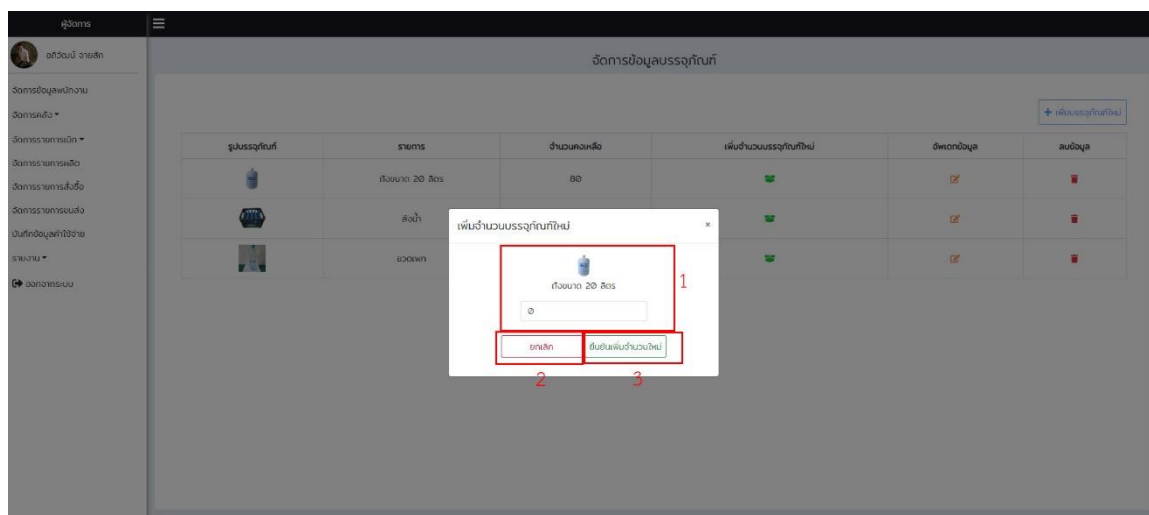 ผู้จัดการ
อภิวัฒน์ อายสัก
จัดการข้อมูลบรรจุภัณฑ์
จัดการข้อมูลพนักงาน
จัดการคลัง
จัดการรายการเบิก
จัดการรายการผลิต
จัดการรายการสั่งซื้อ
จัดการรายการขนส่ง
บันทึกข้อมูลค่าใช้จ่าย
รายงาน
ออกจากระบบ
+ เพิ่มบรรจุภัณฑ์ใหม่
รูปบรรจุภัณฑ์ รายการ จำนวนคงเหลือ เพิ่มจำนวนบรรจุภัณฑ์ใหม่ อัพเดทข้อมูล ลบข้อมูล
ถังขนาด 20 ลิตร 80
ลังน้ำ
ขวดเพท
เพิ่มจำนวนบรรจุภัณฑ์ใหม่ ×
ถังขนาด 20 ลิตร
0
1
ยกเลิก ยืนยันเพิ่มจำนวนใหม่
2 3